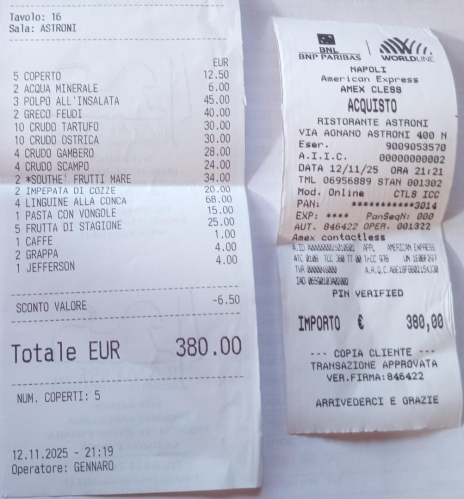 Tavolo: 16
Sala: ASTRONI
EUR
5 COPERTO 12.50
2 ACQUA MINERALE 6.00
3 POLPO ALL'INSALATA 45.00
2 GRECO FEUDI 40.00
10 CRUDO TARTUFO 30.00
10 CRUDO OSTRICA 30.00
4 CRUDO GAMBERO 28.00
4 CRUDO SCAMPO 24.00
2 *SOUTHE' FRUTTI MARE 34.00
2 IMPEPATA DI COZZE 20.00
4 LINGUINE ALLA CONCA 68.00
1 PASTA CON VONGOLE 15.00
5 FRUTTA DI STAGIONE 25.00
1 CAFFE 1.00
2 GRAPPA 4.00
1 JEFFERSON 4.00
SCONTO VALORE -6.50
Totale EUR 380.00
NUM. COPERTI: 5
12.11.2025 - 21:19
Operatore: GENNARO
BNL
BNP PARIBAS
WORLDLINE
NAPOLI
American Express
AMEX CLESS
ACQUISTO
RISTORANTE ASTRONI
VIA AGNANO ASTRONI 400 N
Eser. 9009053570
A.I.I.C. 00000000002
DATA 12/11/25 ORA 21:21
TML 06956889 STAN 001302
Mod. Online CTLS ICC
PAN: ***********3014
EXP: **** PanSeqN: 000
AUT. 846422 OPER. 001322
Amex contactless
APPL AMERICAN EXPRESS
PIN VERIFIED
IMPORTO € 380,00
--- COPIA CLIENTE ---
TRANSAZIONE APPROVATA
VER.FIRMA:846422
ARRIVEDERCI E GRAZIE